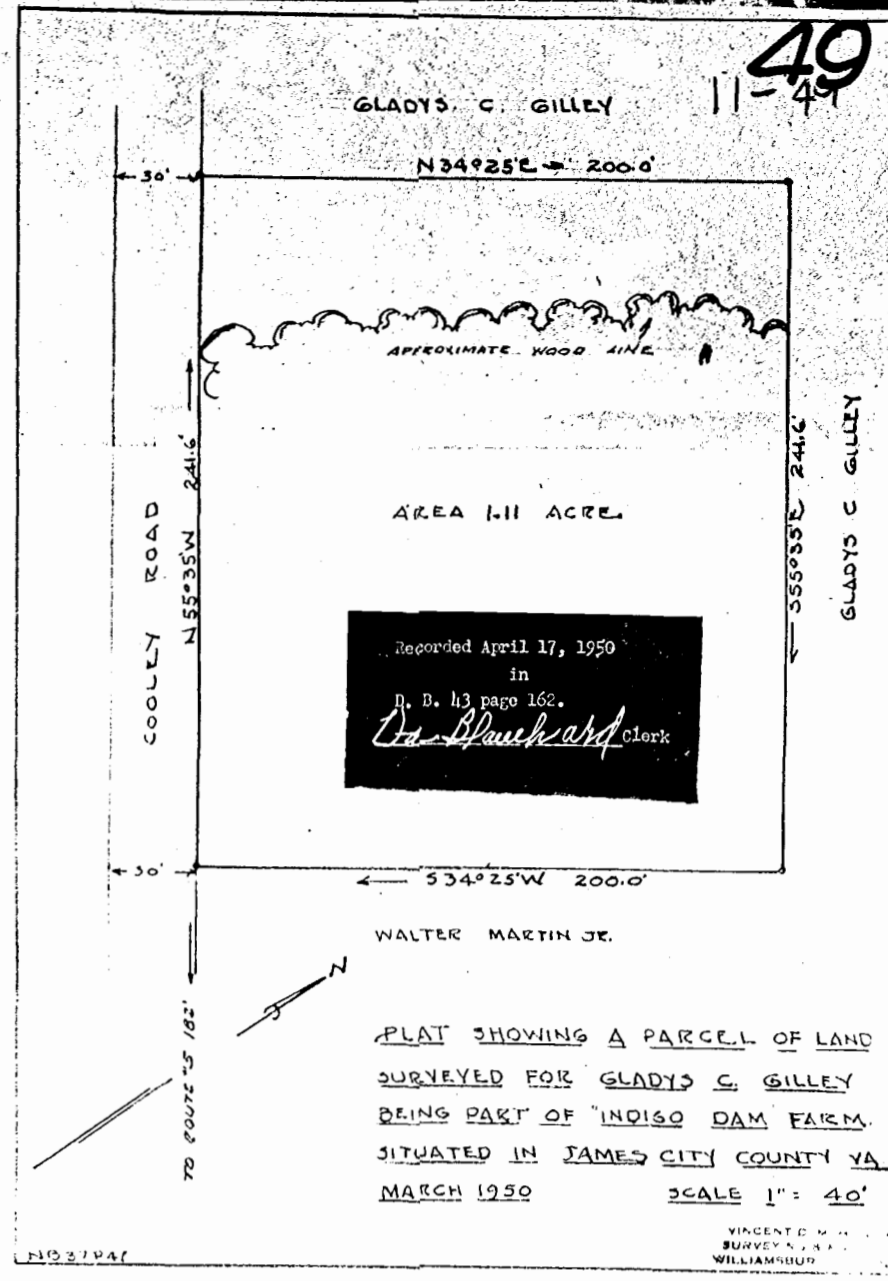 49
11-49
GLADYS. C. GILLEY
N34°25'E → 200.0'
30'
APPROXIMATE WOOD LINE
N55°35'W 241.6'
COOLEY ROAD
AREA 1.11 ACRE
S55°35'E 241.6'
GLADYS C GILLEY
Recorded April 17, 1950
in
D. B. 43 page 162.
Blanchard Clerk
30'
← S34°25'W 200.0'
WALTER MARTIN JR.
N
TO ROUTE #5 182'
PLAT SHOWING A PARCEL OF LAND
SURVEYED FOR GLADYS C. GILLEY
BEING PART OF "INDIGO DAM FARM.
SITUATED IN JAMES CITY COUNTY VA
MARCH 1950 SCALE 1" = 40'
VINCENT D.
WILLIAMSBURG
NB37P41